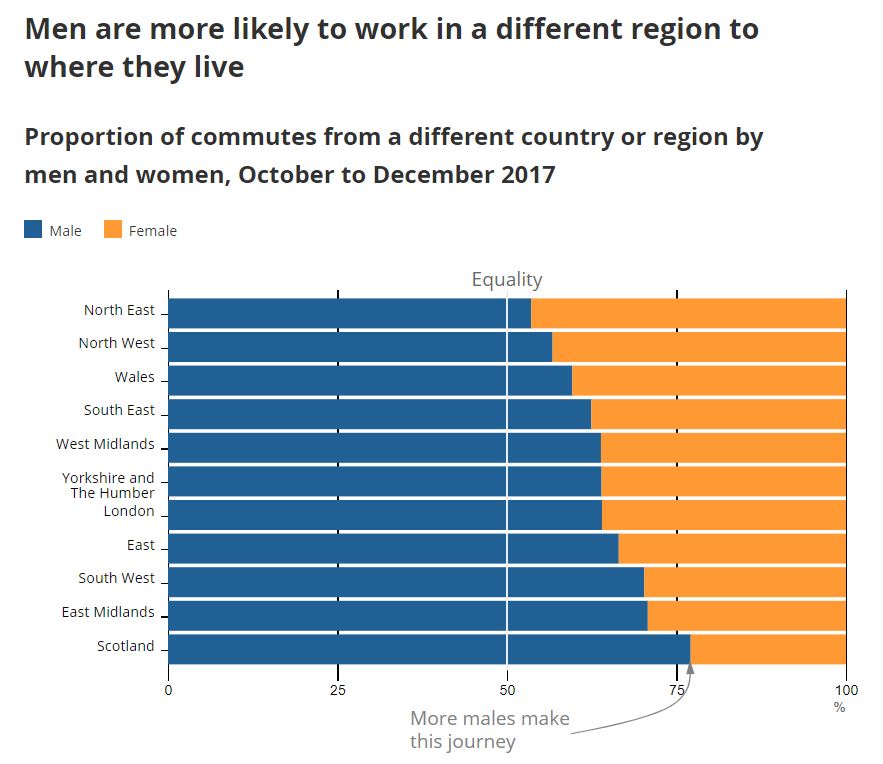 Men are more likely to work in a different region to
where they live
Proportion of commutes from a different country or region by
men and women, October to December 2017
Male Female
Equality
North East
North West
Wales
South East
West Midlands
Yorkshire and
The Humber
London
East
South West
East Midlands
Scotland
0 25 50 75 100
%
More males make
this journey